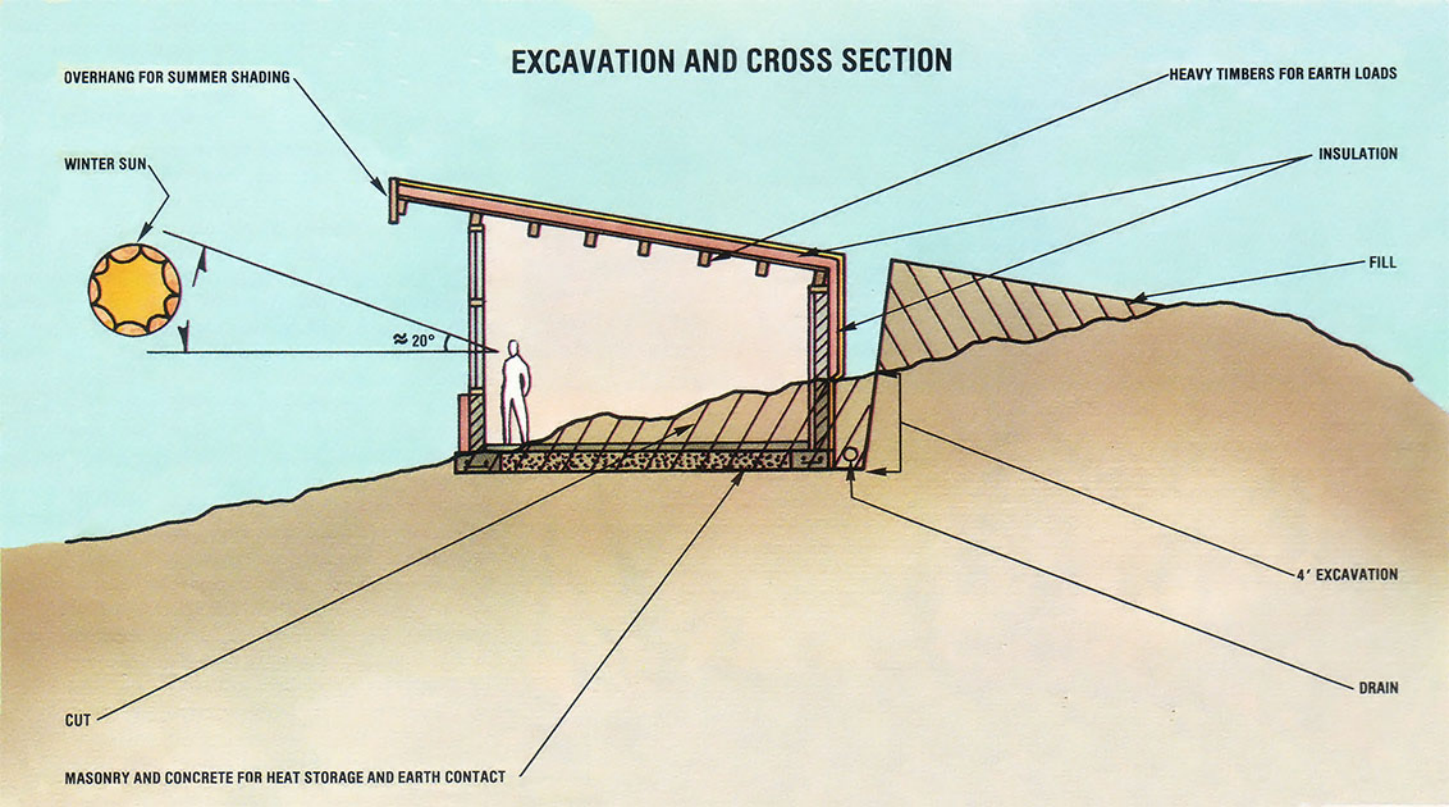 EXCAVATION AND CROSS SECTION
OVERHANG FOR SUMMER SHADING
HEAVY TIMBERS FOR EARTH LOADS
WINTER SUN
INSULATION
FILL
≈ 20°
4' EXCAVATION
DRAIN
CUT
MASONRY AND CONCRETE FOR HEAT STORAGE AND EARTH CONTACT